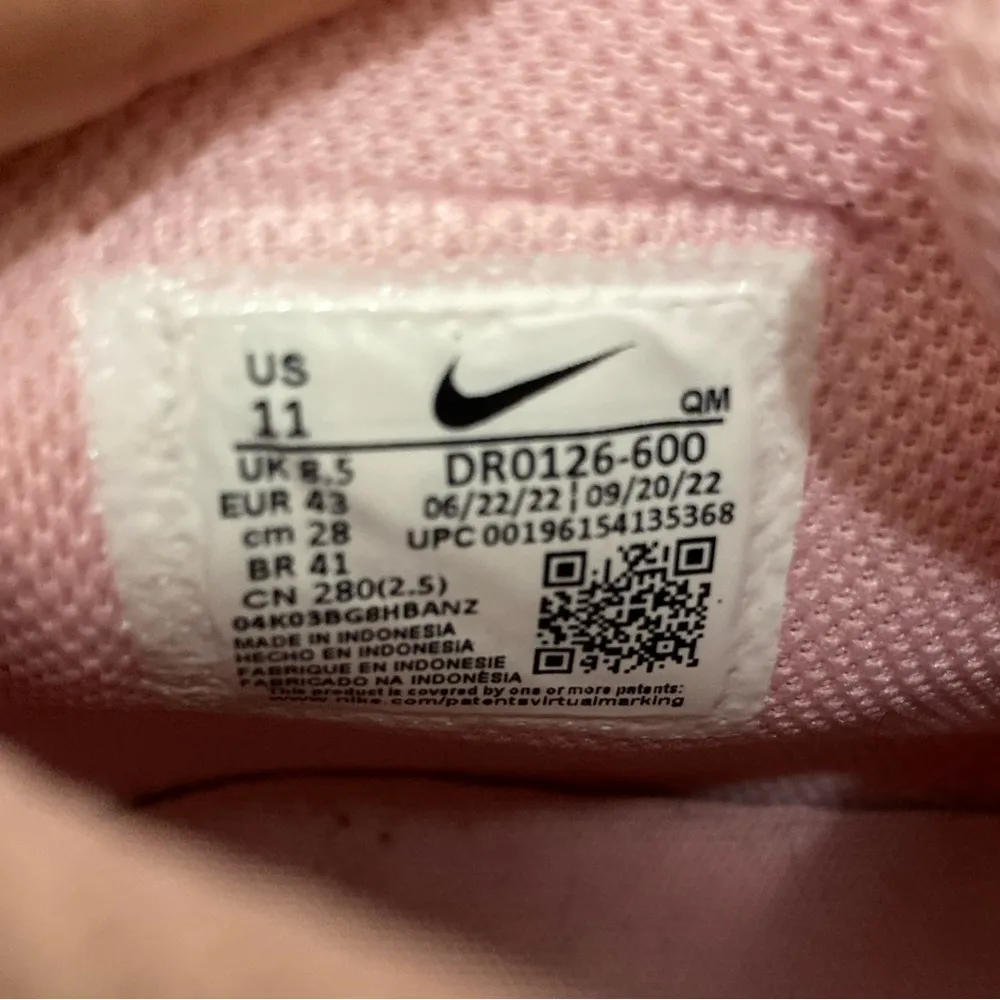 US
11
QM
UK 8.5
EUR 43
cm 28
BR 41
CN 280(2.5)
DR0126-600
06/22/22 | 09/20/22
UPC 00196154135368
04K03BG8HBANZ
MADE IN INDONESIA
HECHO EN INDONESIA
FABRIQUE EN INDONESIE
FABRICADO NA INDONÉSIA
This product is covered by one or more patents:
www.nike.com/patentsvirtualmarking